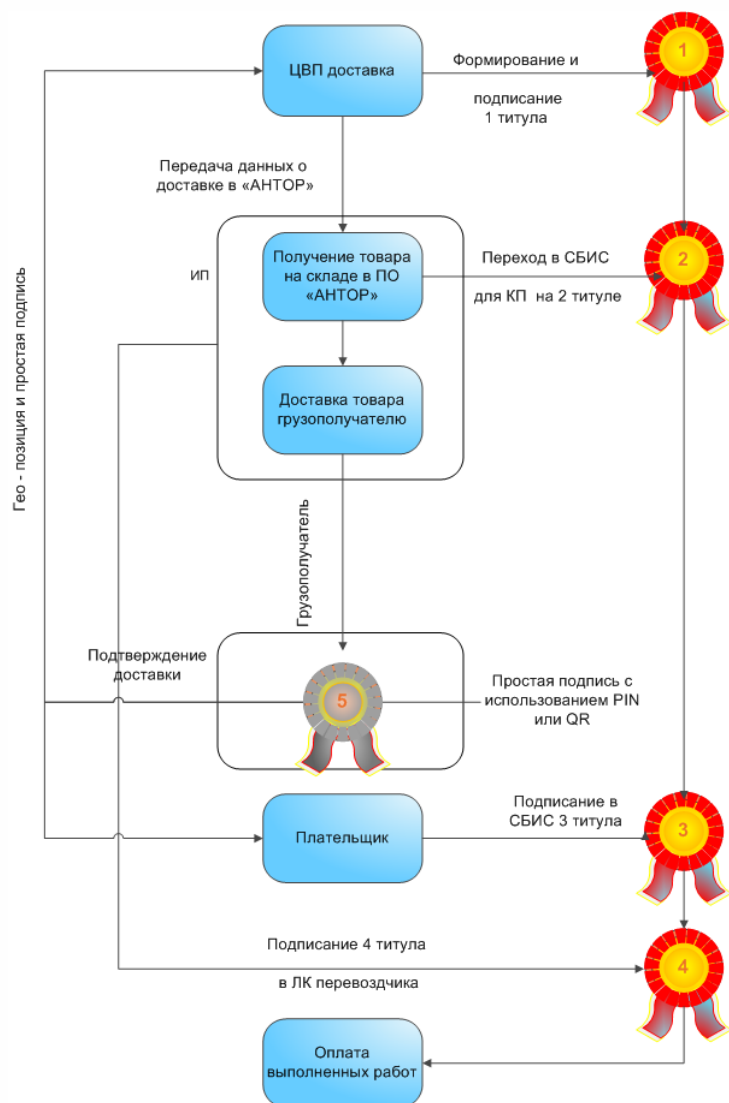 ЦВП доставка
Формирование и
подписание
1 титула
1
Передача данных о
доставке в «АНТОР»
ИП
Получение товара
на складе в ПО
«АНТОР»
Переход в СБИС
для КП на 2 титуле
2
Доставка товара
грузополучателю
Гео - позиция и простая подпись
Грузополучатель
Подтверждение
доставки
5
Простая подпись с
использованием PIN
или QR
Плательщик
Подписание в
СБИС 3 титула
3
Подписание 4 титула
в ЛК перевоздчика
4
Оплата
выполненных работ